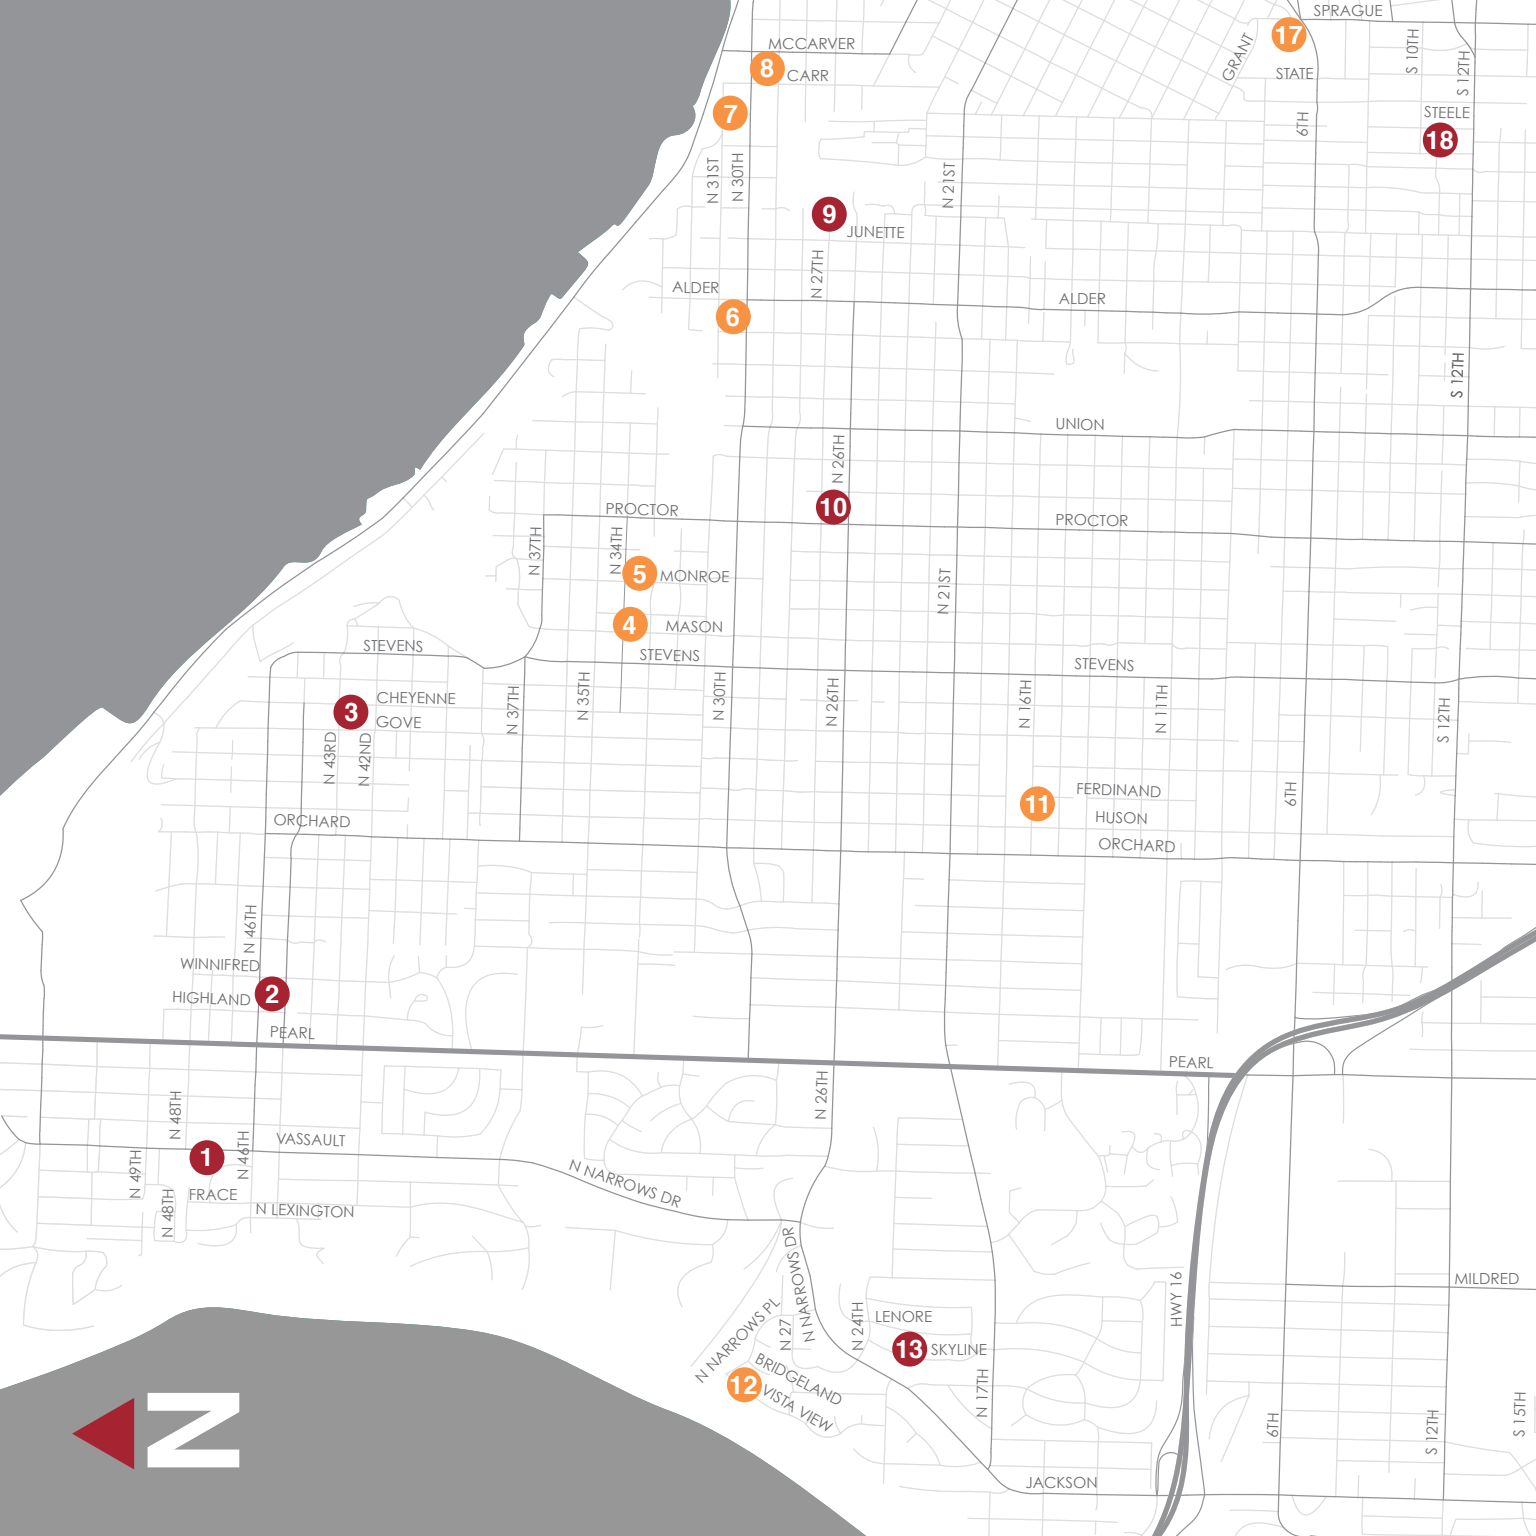 SPRAGUE
17
GRANT
S 10TH
MCCARVER
8
CARR
STATE
S 12TH
7
STEELE
6TH
18
N 31ST
N 30TH
N 21ST
9
JUNETTE
N 27TH
ALDER
ALDER
6
S 12TH
UNION
N 26TH
10
PROCTOR
PROCTOR
N 37TH
N 34TH
5
MONROE
N 21ST
4
MASON
STEVENS
STEVENS
STEVENS
CHEYENNE
3
GOVE
N 37TH
N 35TH
N 30TH
N 26TH
N 16TH
N 11TH
S 12TH
N 43RD
N 42ND
FERDINAND
6TH
11
HUSON
ORCHARD
ORCHARD
N 46TH
WINNIFRED
HIGHLAND
2
PEARL
PEARL
N 26TH
N 48TH
VASSAULT
N 46TH
1
N 49TH
FRACE
N 48TH
N LEXINGTON
N NARROWS DR
N NARROWS DR
HWY 16
MILDRED
N NARROWS PL
N 27
N 24TH
LENORE
13
SKYLINE
12
BRIDGELAND
VISTA VIEW
N 17TH
6TH
S 12TH
S 15TH
N
JACKSON